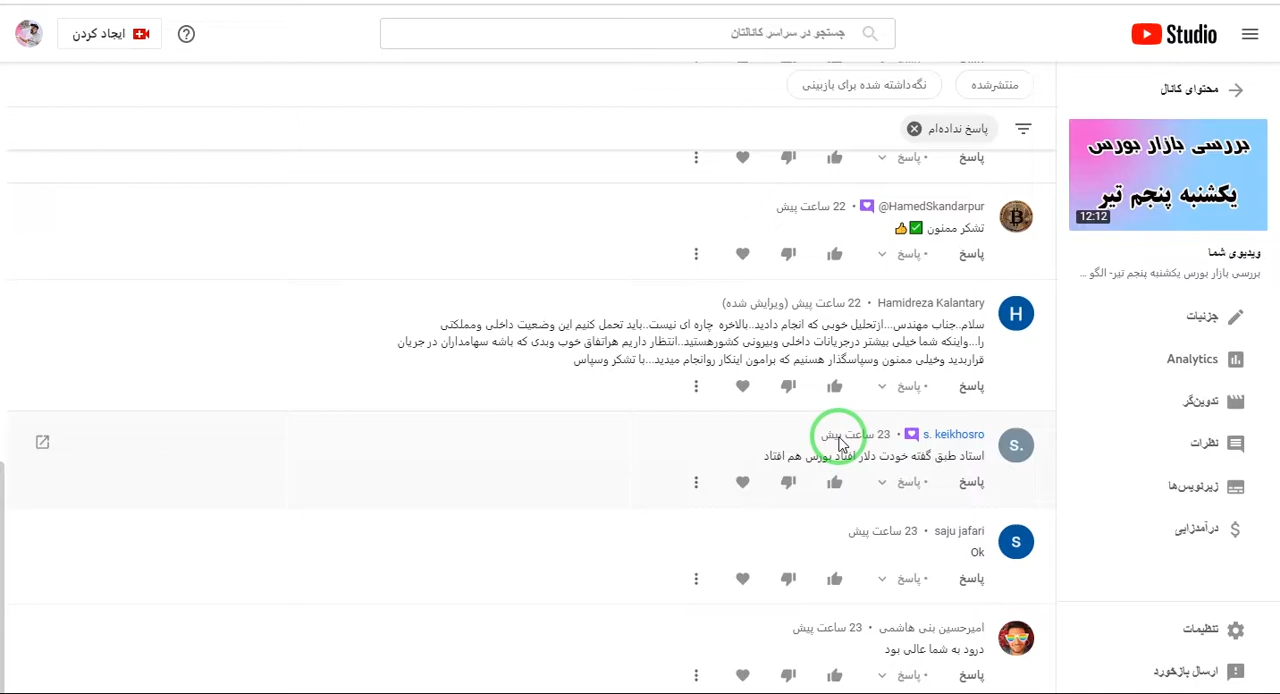 ایجاد کردن
جستجو در سراسر کانالتان
Studio
منتشرشده
نگه‌داشته شده برای بازبینی
پاسخ نداده‌ام
پاسخ
• پاسخ
@HamedSkandarpur • 22 ساعت پیش
تشکر ممنون ✅👍
پاسخ
• پاسخ
Hamidreza Kalantary • 22 ساعت پیش (ویرایش شده)
سلام..جناب مهندس...ازتحلیل خوبی که انجام دادید..بالاخره چاره ای نیست..باید تحمل کنیم این وضعیت داخلی ومملکتی
را...واینکه شما خیلی بیشتر درجریانات داخلی وبیرونی کشورهستید..انتظار داریم هراتفاق خوب وبدی که باشه سهامداران در جریان
قراربدید وخیلی ممنون وسپاسگذار هسنیم که برامون اینکار روانجام میدید...با تشکر وسپاس
پاسخ
• پاسخ
S.
s. keikhosro • 23 ساعت پیش
استاد طبق گفته خودت دلار افتاد بورس هم افتاد
پاسخ
• پاسخ
saju jafari • 23 ساعت پیش
Ok
پاسخ
• پاسخ
امیرحسین بنی هاشمی • 23 ساعت پیش
درود به شما عالی بود
پاسخ
• پاسخ
H
S
محتوای کانال
بررسی بازار بورس
یکشنبه پنجم تیر
12:12
ویدیوی شما
بررسی بازار بورس یکشنبه پنجم تیر- الگو ...
جزئیات
Analytics
تدوین‌گر
نظرات
زیرنویس‌ها
درآمدزایی
تنظیمات
ارسال بازخورد